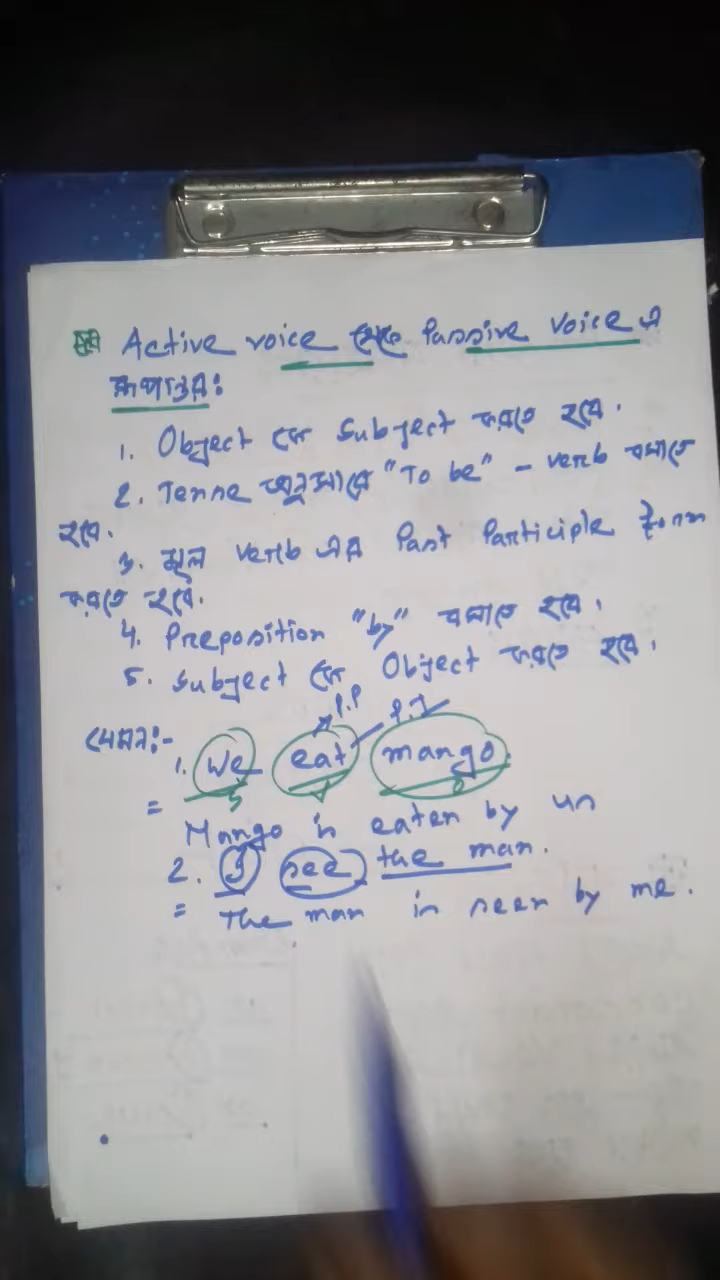 Active voice থেকে Passive voice এ
রূপান্তর:
1. Object কে Subject করতে হবে.
2. Tense অনুসারে "To be" - verb বসাতে
হবে.
3. মূল verb এর Past Participle form
করতে হবে.
4. Preposition "by" বসাতে হবে.
5. Subject কে Object করতে হবে.
P.P
যেমন:-
1. We eat mango
S V O
= Mango is eaten by us
2. I see the man.
= The man is seen by me.